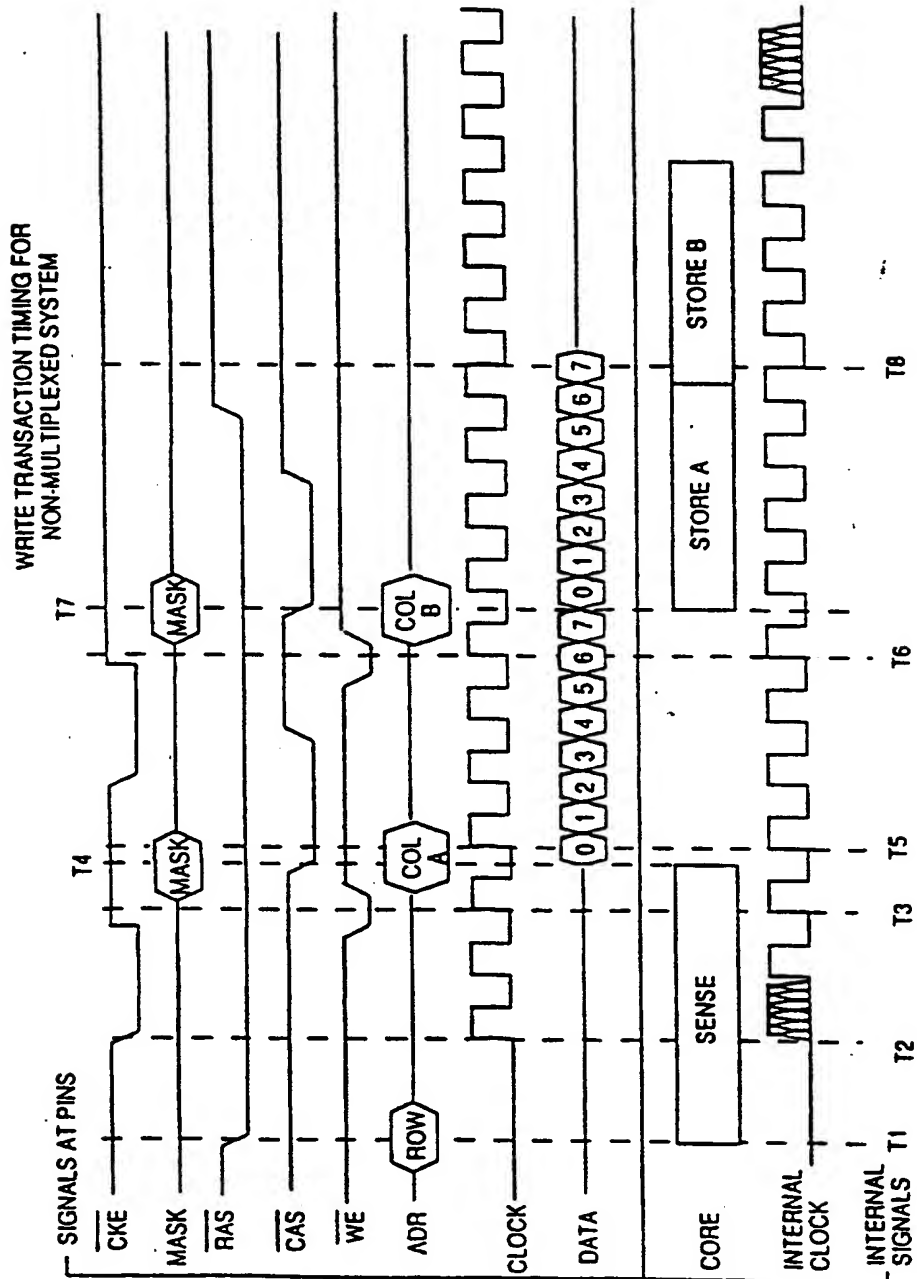 WRITE TRANSACTION TIMING FOR
NON-MULTIPLEXED SYSTEM
SIGNALS AT PINS
T4
T7
CKE
MASK
MASK
MASK
RAS
CAS
WE
ADR
ROW
COL
A
COL
B
CLOCK
DATA
0 1 2 3 4 5 6 7 0 1 2 3 4 5 6 7
CORE
SENSE
STORE A
STORE B
INTERNAL
CLOCK
INTERNAL
SIGNALS
T1
T2
T3
T5
T6
T8